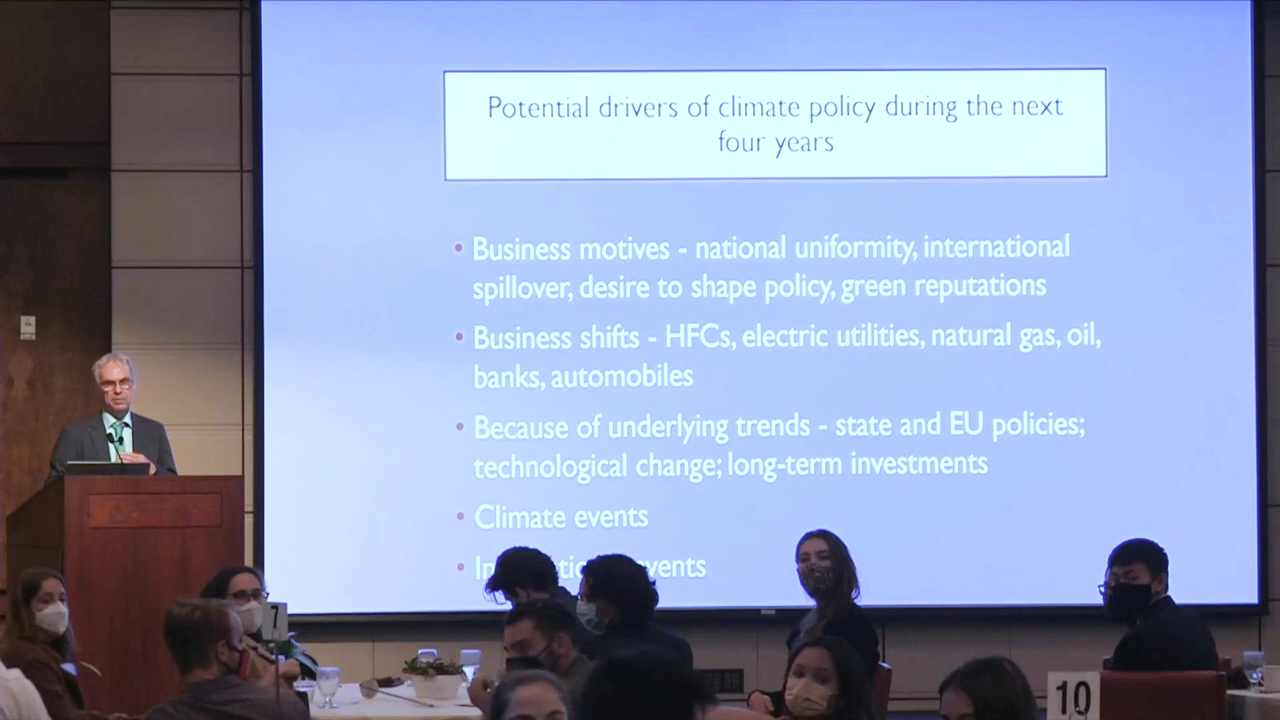 Potential drivers of climate policy during the next
four years
• Business motives - national uniformity, international
spillover, desire to shape policy, green reputations
• Business shifts - HFCs, electric utilities, natural gas, oil,
banks, automobiles
• Because of underlying trends - state and EU policies;
technological change; long-term investments
• Climate events
7
10